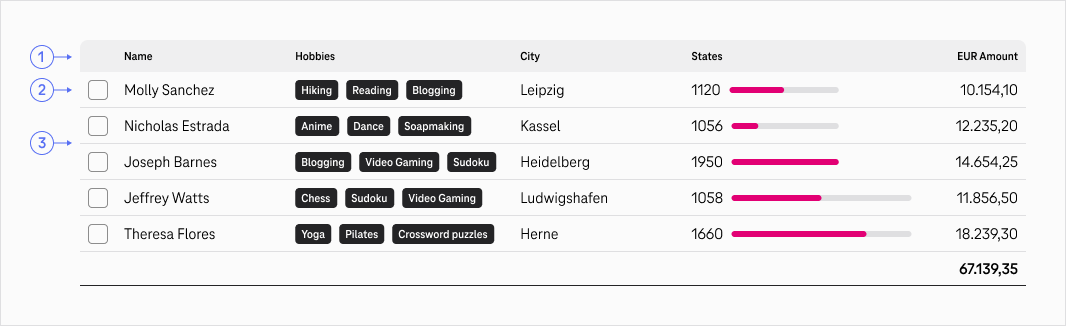 1 Name Hobbies City States EUR Amount
2 Molly Sanchez Hiking Reading Blogging Leipzig 1120 10.154,10
Nicholas Estrada Anime Dance Soapmaking Kassel 1056 12.235,20
3
Joseph Barnes Blogging Video Gaming Sudoku Heidelberg 1950 14.654,25
Jeffrey Watts Chess Sudoku Video Gaming Ludwigshafen 1058 11.856,50
Theresa Flores Yoga Pilates Crossword puzzles Herne 1660 18.239,30
67.139,35